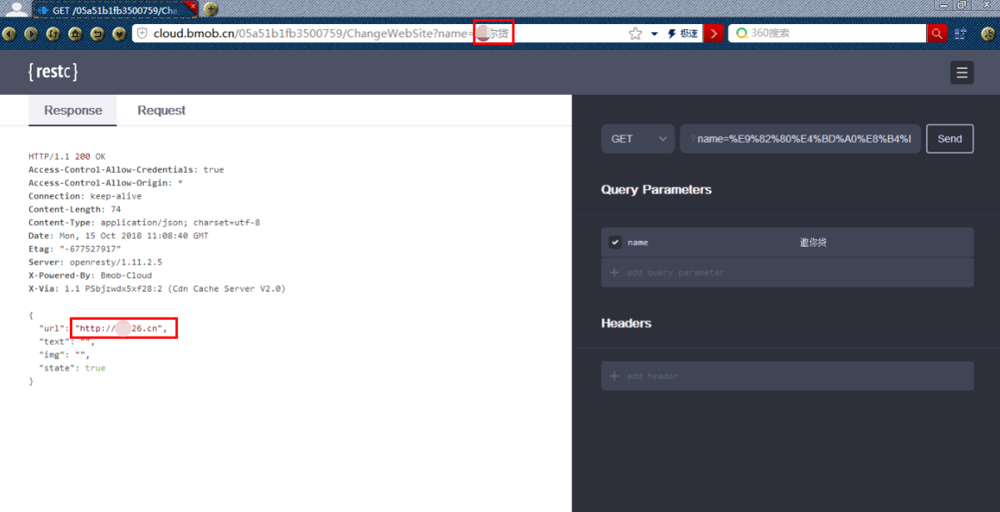 GET /05a51b1fb3500759/Cha
cloud.bmob.cn/05a51b1fb3500759/ChangeWebSite?name= 尔贷
极速
360搜索
{restc}
Response Request
HTTP/1.1 200 OK
Access-Control-Allow-Credentials: true
Access-Control-Allow-Origin: *
Connection: keep-alive
Content-Length: 74
Content-Type: application/json; charset=utf-8
Date: Mon, 15 Oct 2018 11:08:40 GMT
Etag: "-677527917"
Server: openresty/1.11.2.5
X-Powered-By: Bmob-Cloud
X-Via: 1.1 PSbjzwdx5xf28:2 (Cdn Cache Server V2.0)
{
"url": "http:// 26.cn",
"text": "",
"img": "",
"state": true
}
GET ?name=%E9%82%80%E4%BD%A0%E8%B4%I Send
Query Parameters
name 邀你贷
+ add query parameter
Headers
+ add header